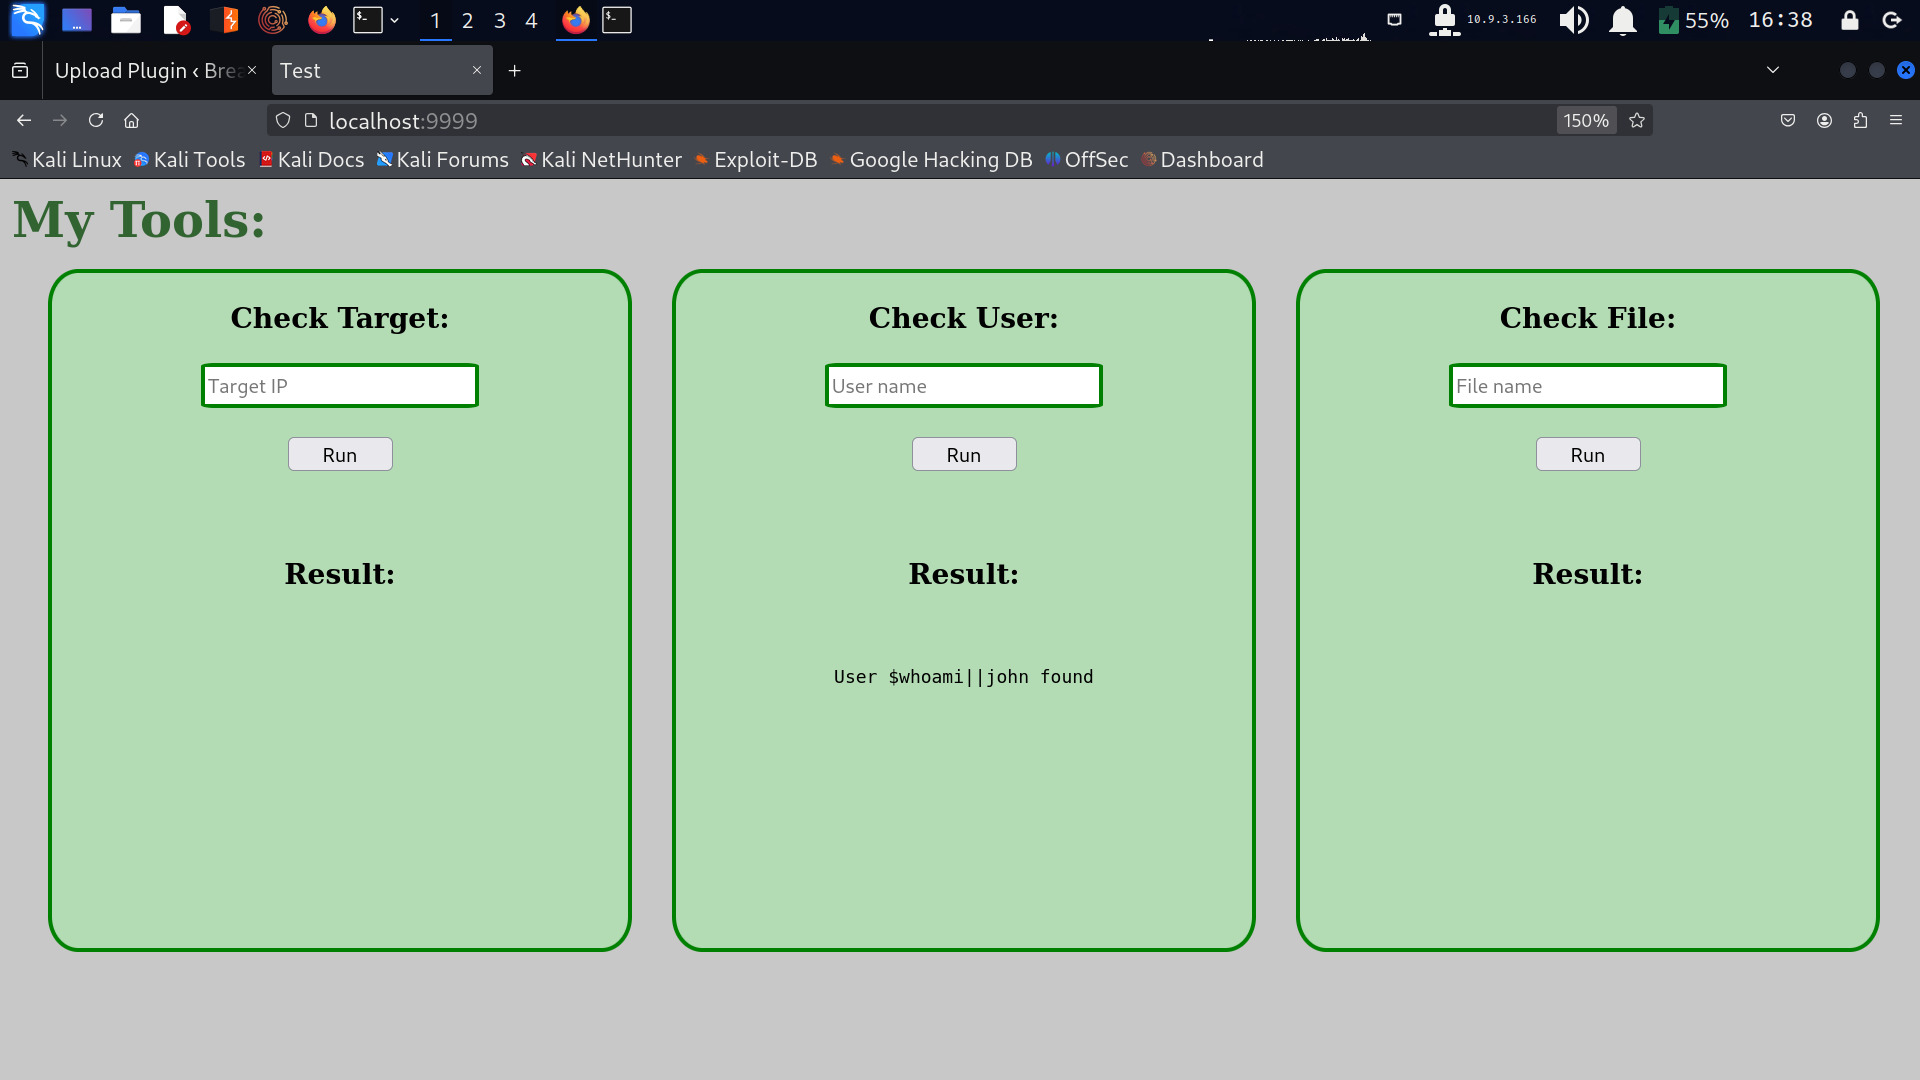 1 2 3 4 10.9.3.166 55% 16:38
Upload Plugin ‹ Brea Test
localhost:9999 150%
Kali Linux Kali Tools Kali Docs Kali Forums Kali NetHunter Exploit-DB Google Hacking DB OffSec Dashboard
My Tools:
Check Target: Check User: Check File:
Target IP User name File name
Run Run Run
Result: Result: Result:
User $whoami||john found